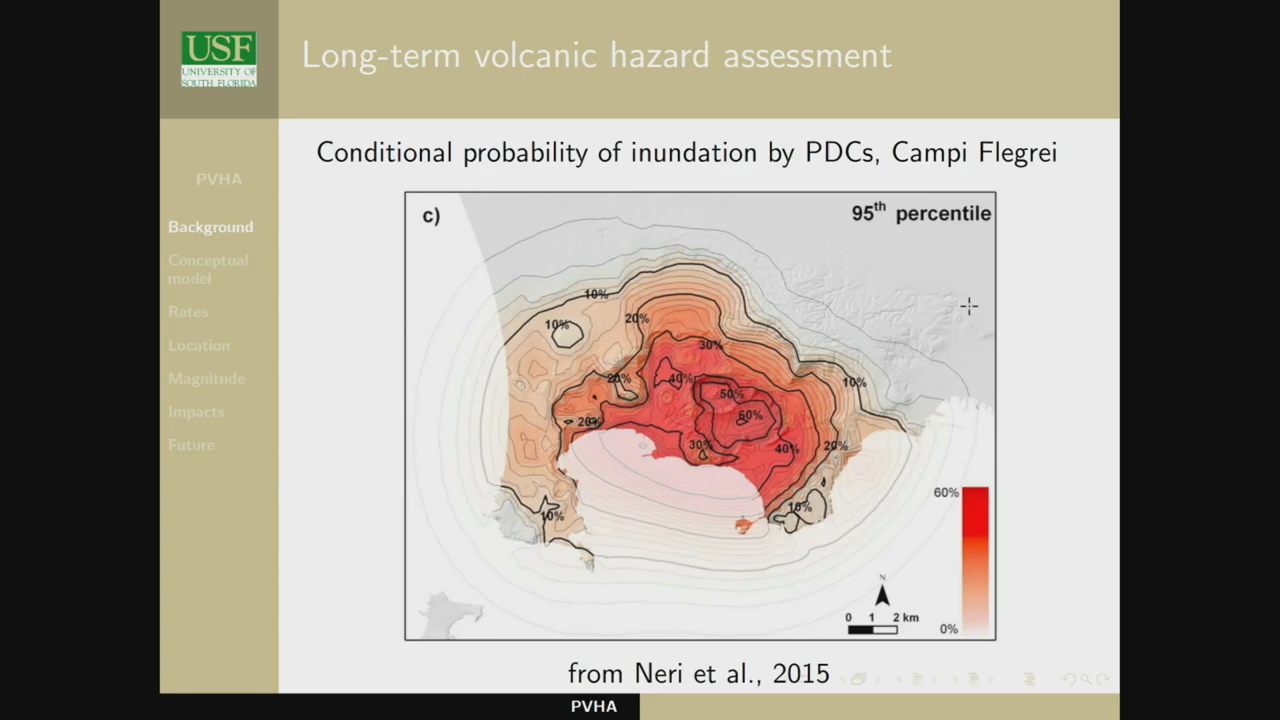 USF
UNIVERSITY OF
SOUTH FLORIDA
Long-term volcanic hazard assessment
PVHA
Background
Conceptual
model
Rates
Location
Magnitude
Impacts
Future
Conditional probability of inundation by PDCs, Campi Flegrei
c)
95th percentile
10%
20%
10%
30%
20%
40%
10%
50%
60%
20%
30%
40%
20%
10%
10%
60%
0%
N
0 1 2 km
from Neri et al., 2015
PVHA